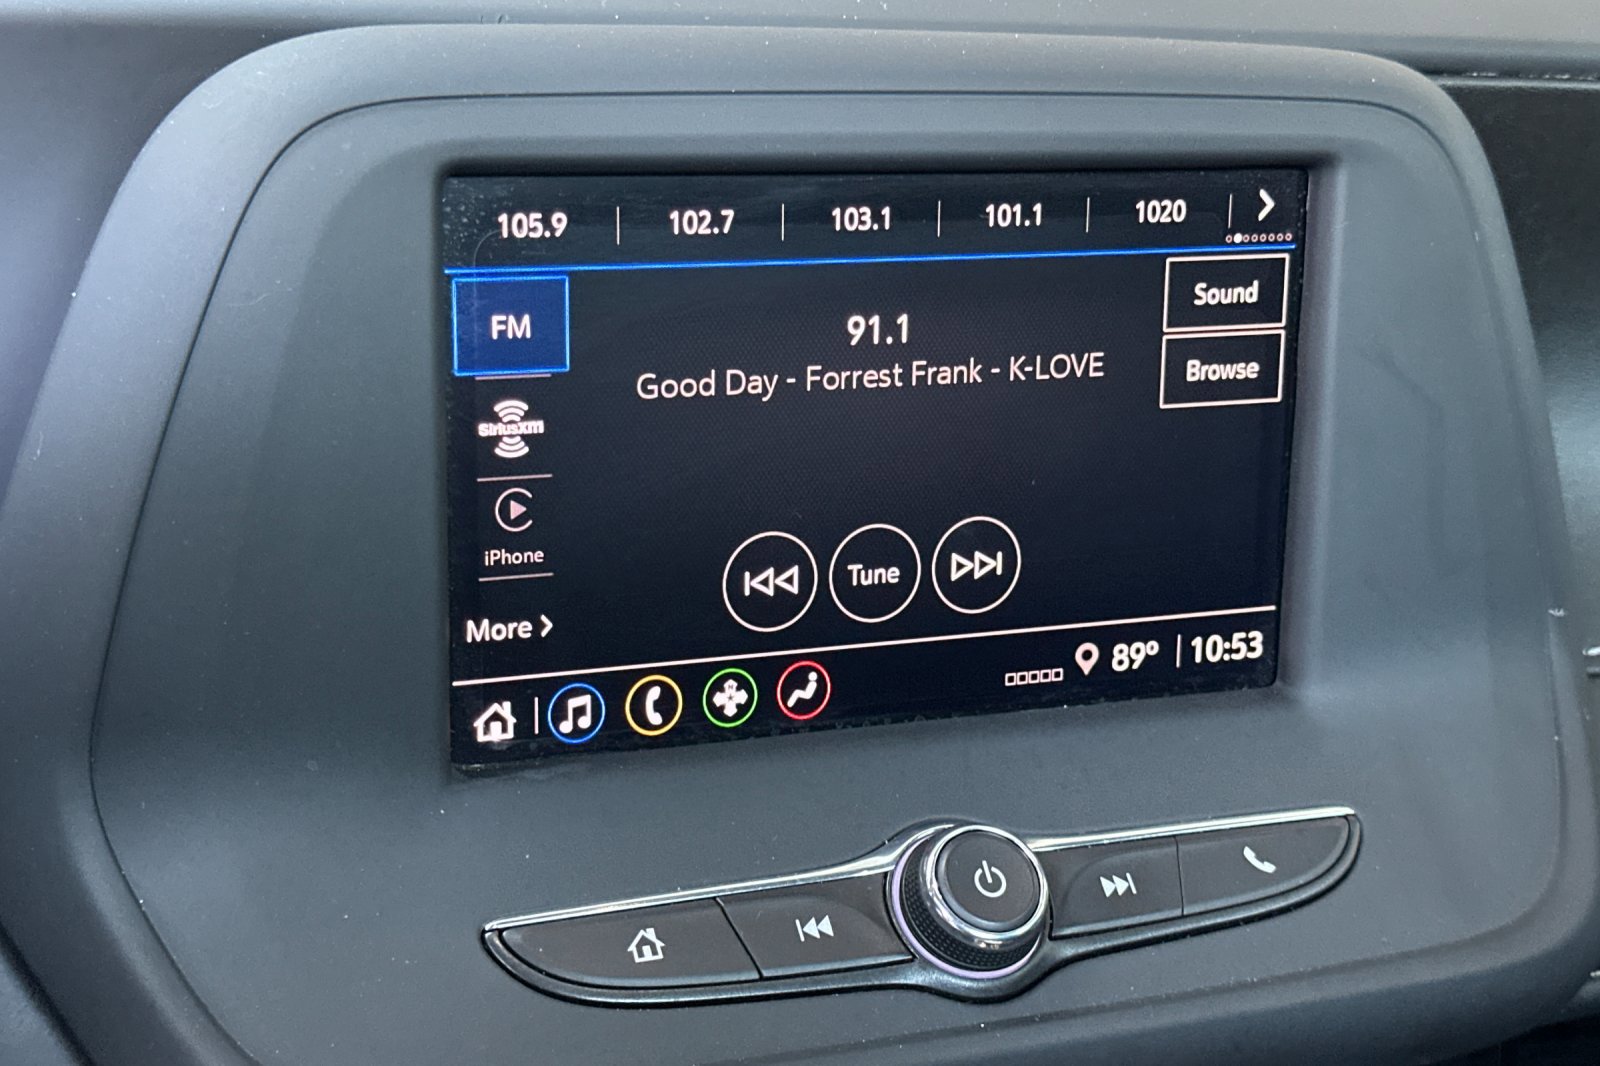 105.9 | 102.7 | 103.1 | 101.1 | 1020
FM
91.1
Good Day - Forrest Frank - K-LOVE
Sound
Browse
SiriusXm
iPhone
Tune
More
89° | 10:53